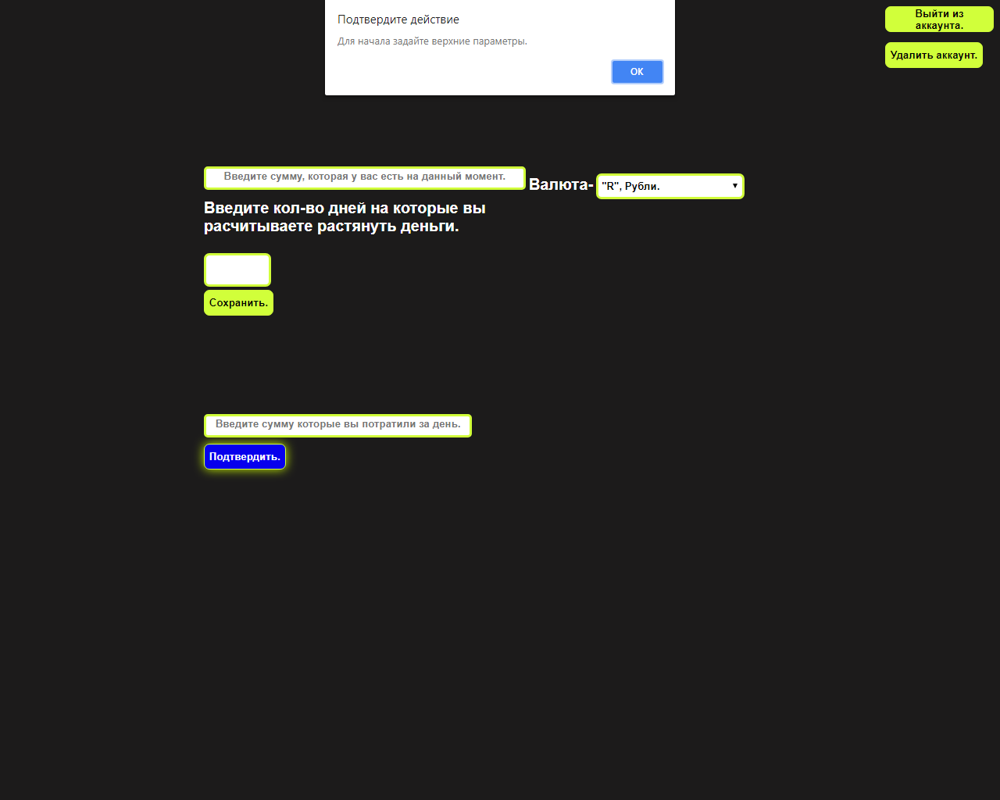 Подтвердите действие
Для начала задайте верхние параметры.
ОК
Выйти из
аккаунта.
Удалить аккаунт.
Введите сумму, которая у вас есть на данный момент.
Валюта- "R", Рубли.
Введите кол-во дней на которые вы
расчитываете растянуть деньги.
Сохранить.
Введите сумму которые вы потратили за день.
Подтвердить.